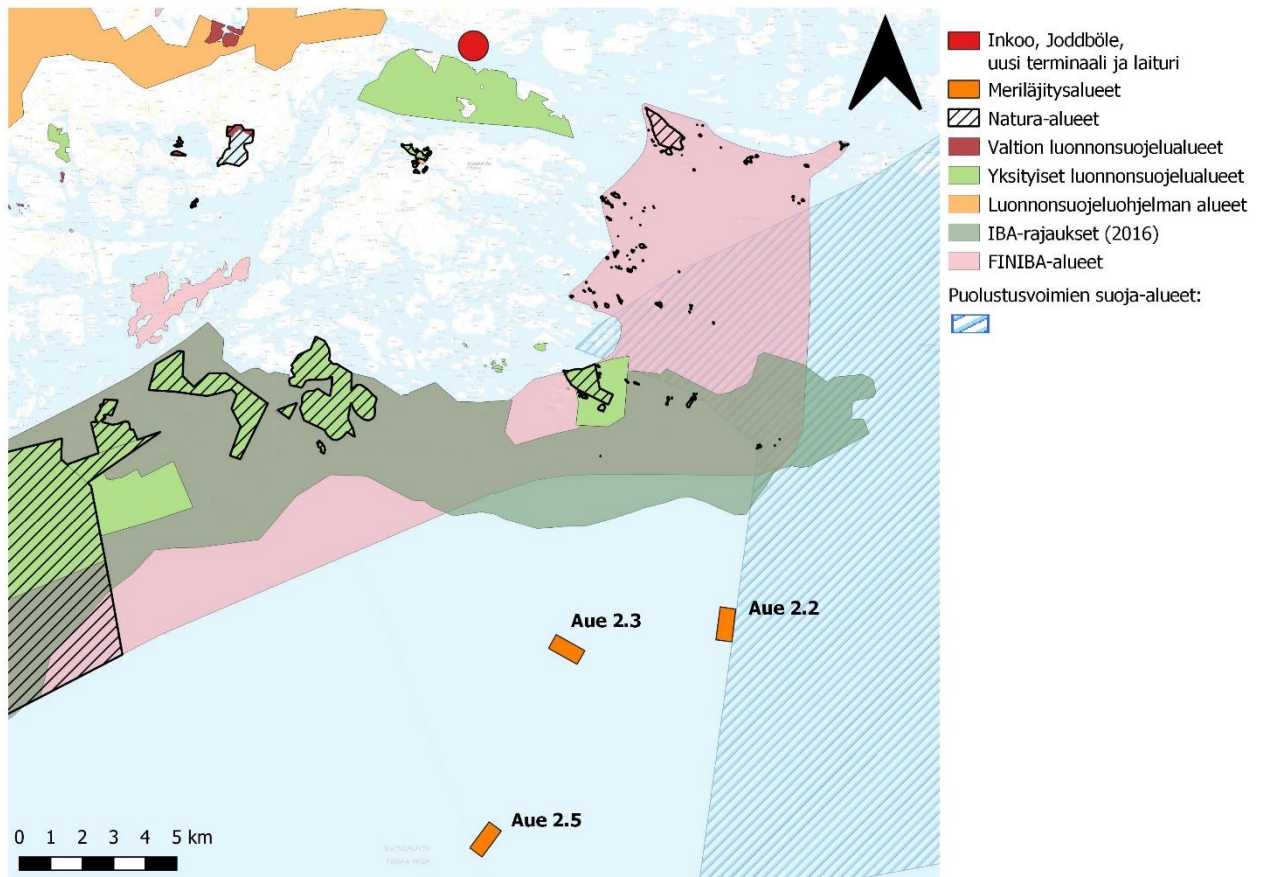 Inkoo, Joddböle,
uusi terminaali ja laituri
Meriläjitysalueet
Natura-alueet
Valtion luonnonsuojelualueet
Yksityiset luonnonsuojelualueet
Luonnonsuojeluohjelman alueet
IBA-rajaukset (2016)
FINIBA-alueet
Puolustusvoimien suoja-alueet:
Aue 2.3
Aue 2.2
Aue 2.5
0 1 2 3 4 5 km